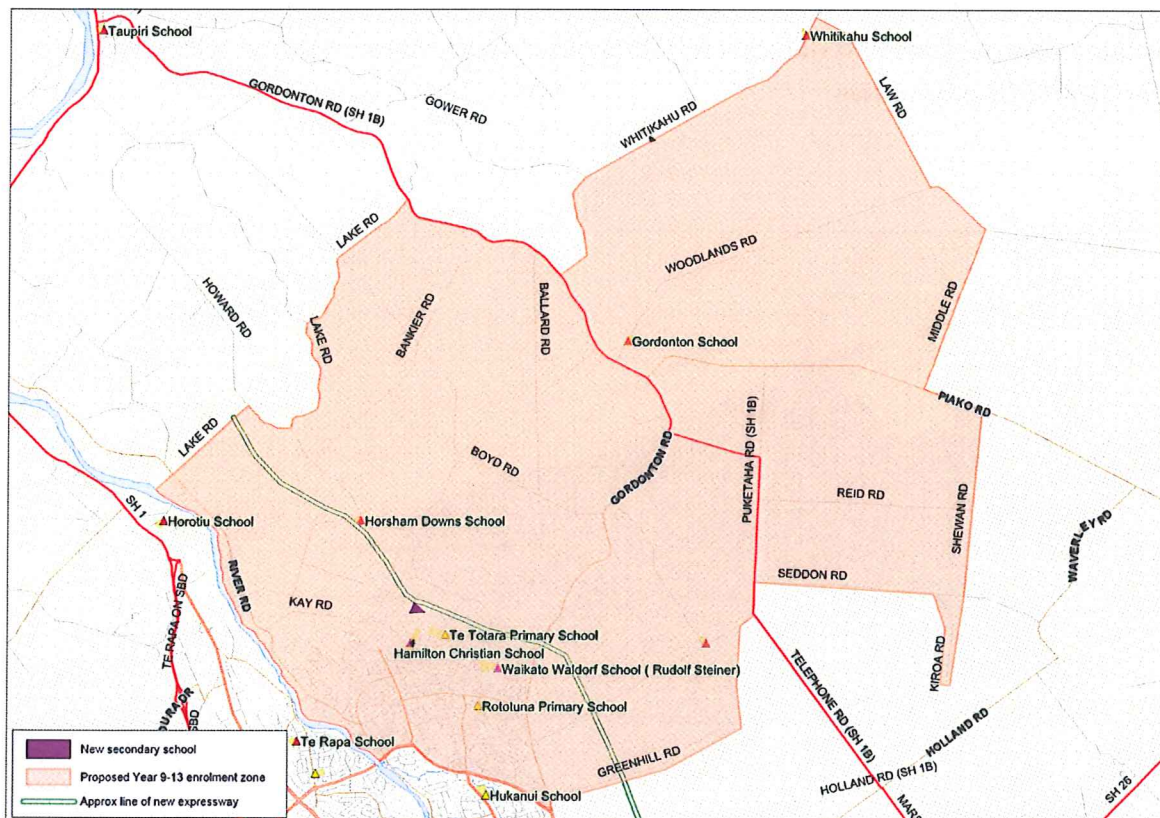 Taupiri School
Whitikahu School
GORDONTON RD (SH 1B)
GOWER RD
WHITIKAHU RD
LAW RD
LAKE RD
WOODLANDS RD
HOWARD RD
LAKE RD
BANKIER RD
BALLARD RD
MIDDLE RD
Gordonton School
PIAKO RD
LAKE RD
BOYD RD
GORDONTON RD
PUKETAHA RD (SH 1B)
REID RD
SHEWAN RD
WAVERLEY RD
SH 1
Horotiu School
Horsham Downs School
SEDDON RD
RIVER RD
KAY RD
TE RAPA ON SBD
Te Totara Primary School
Hamilton Christian School
Waikato Waldorf School ( Rudolf Steiner)
KIROA RD
TELEPHONE RD (SH 1B)
Rototuna Primary School
HOLLAND RD
SBD
Te Rapa School
GREENHILL RD
HOLLAND RD (SH 1B)
Hukanui School
SH 26
New secondary school
Proposed Year 9-13 enrolment zone
Approx line of new expressway